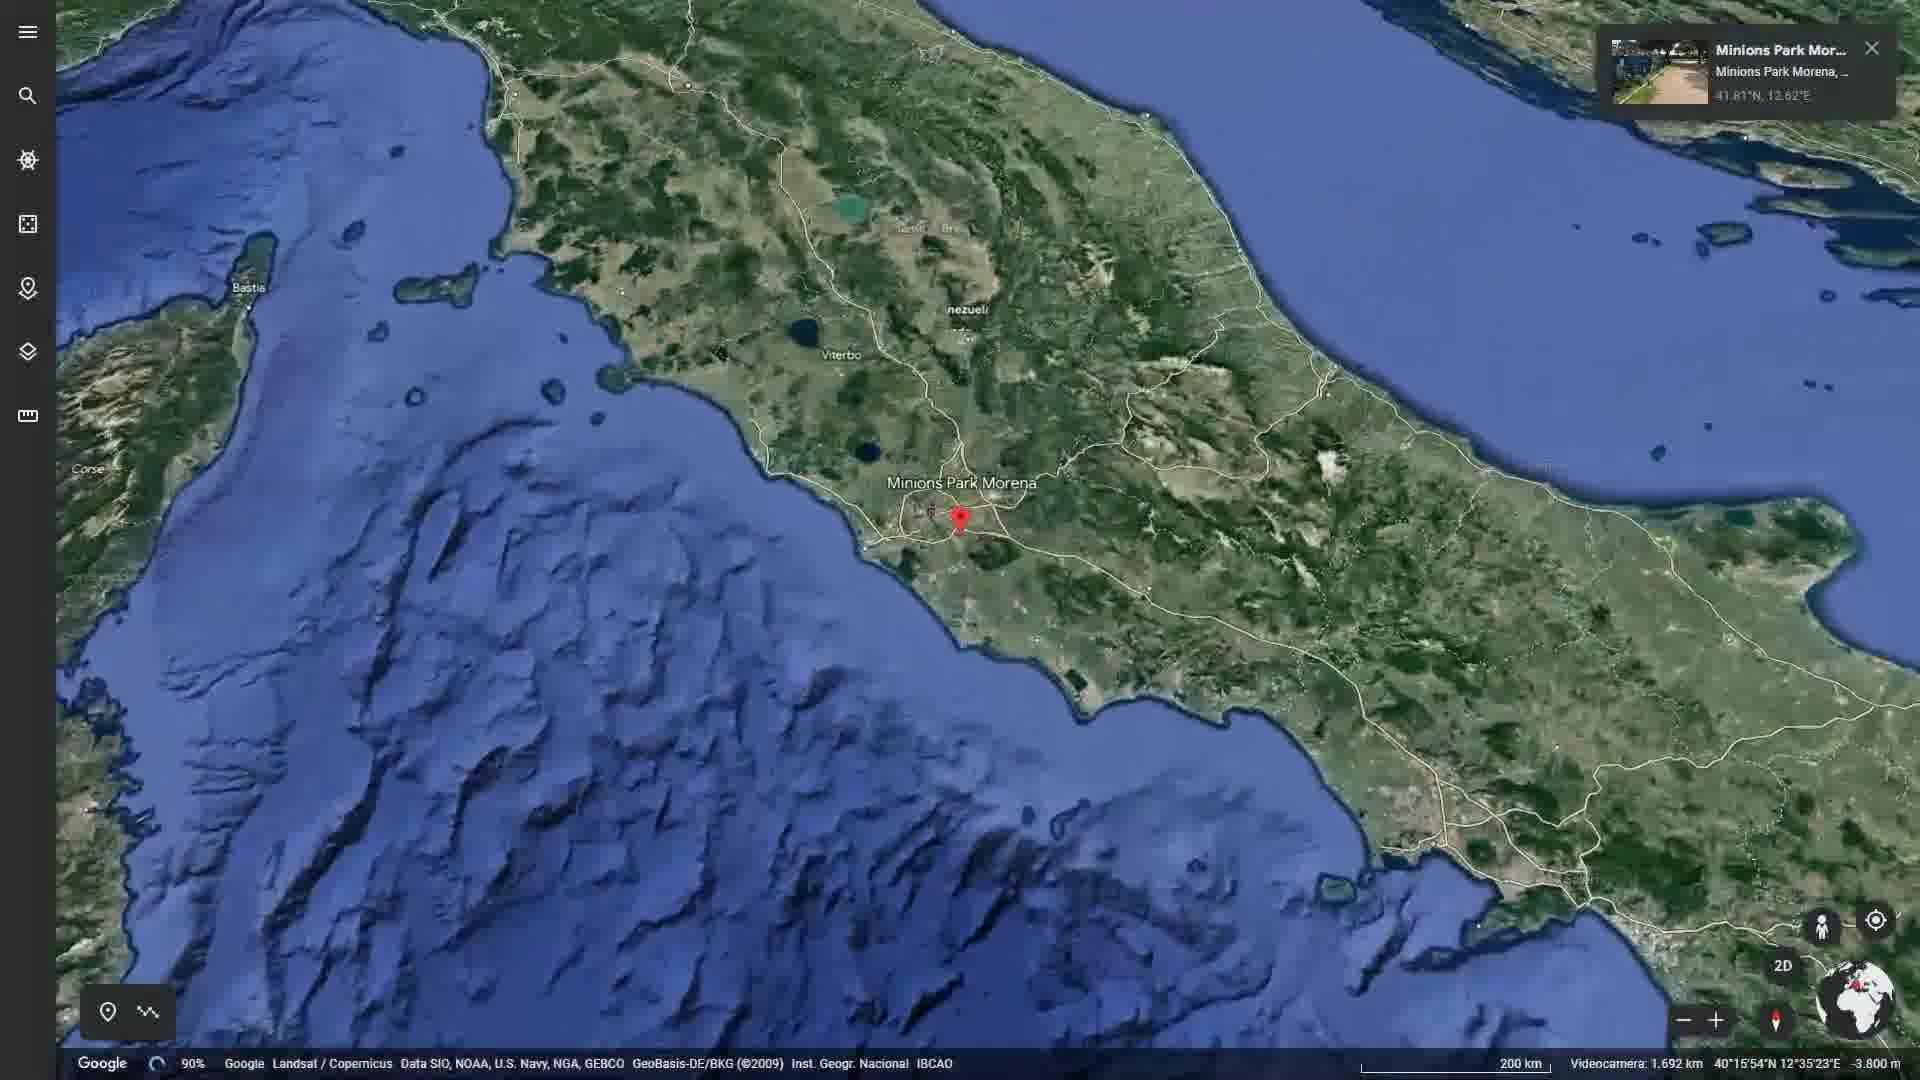 Minions Park Mor...
Minions Park Morena, ...
41.81°N, 12.62°E
Bastia
Viterbo
Corse
Minions Park Morena
2D
Google
90%
Google Landsat / Copernicus Data SIO, NOAA, U.S. Navy, NGA, GEBCO GeoBasis-DE/BKG (©2009) Inst. Geogr. Nacional IBCAO
200 km
Videocamera: 1.692 km 40°15'54"N 12°35'23"E -3.800 m